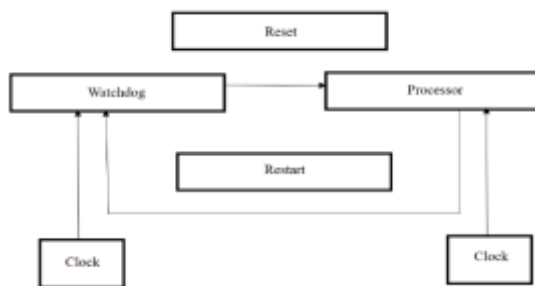 Reset
Watchdog
Processor
Restart
Clock
Clock